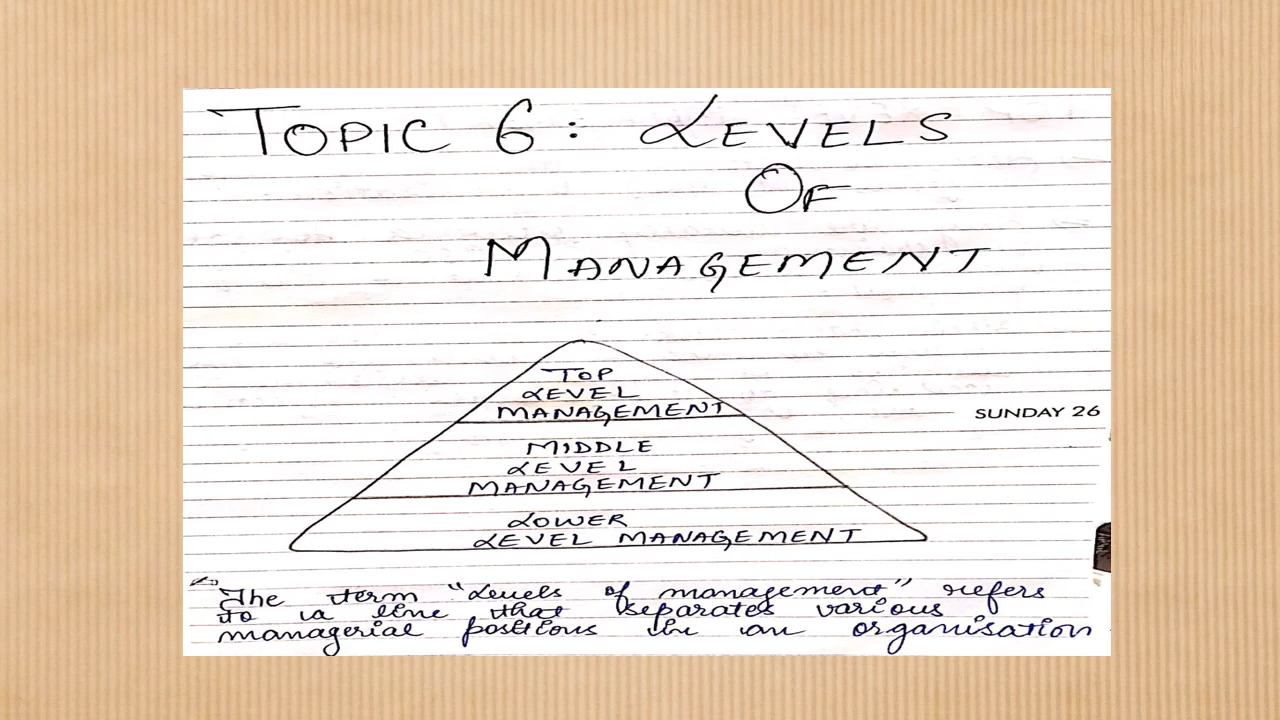 TOPIC 6: LEVELS
OF
MANAGEMENT
TOP
LEVEL
MANAGEMENT
SUNDAY 26
MIDDLE
LEVEL
MANAGEMENT
LOWER
LEVEL MANAGEMENT
The term "Levels of management" refers
to a line that separates various
managerial positions in an organisation